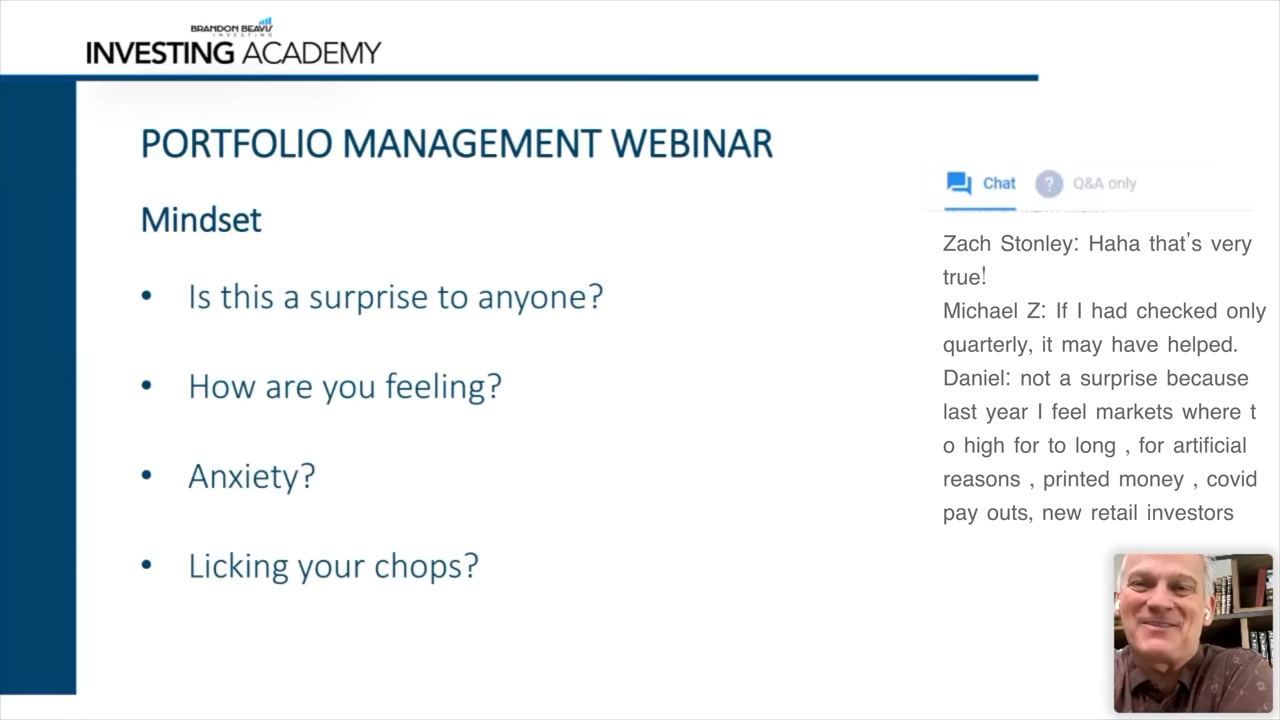 BRANDON BEAVIS
INVESTING
INVESTING ACADEMY
PORTFOLIO MANAGEMENT WEBINAR
Mindset
• Is this a surprise to anyone?
• How are you feeling?
• Anxiety?
• Licking your chops?
Chat
? Q&A only
Zach Stonley: Haha that's very
true!
Michael Z: If I had checked only
quarterly, it may have helped.
Daniel: not a surprise because
last year I feel markets where t
o high for to long , for artificial
reasons , printed money , covid
pay outs, new retail investors